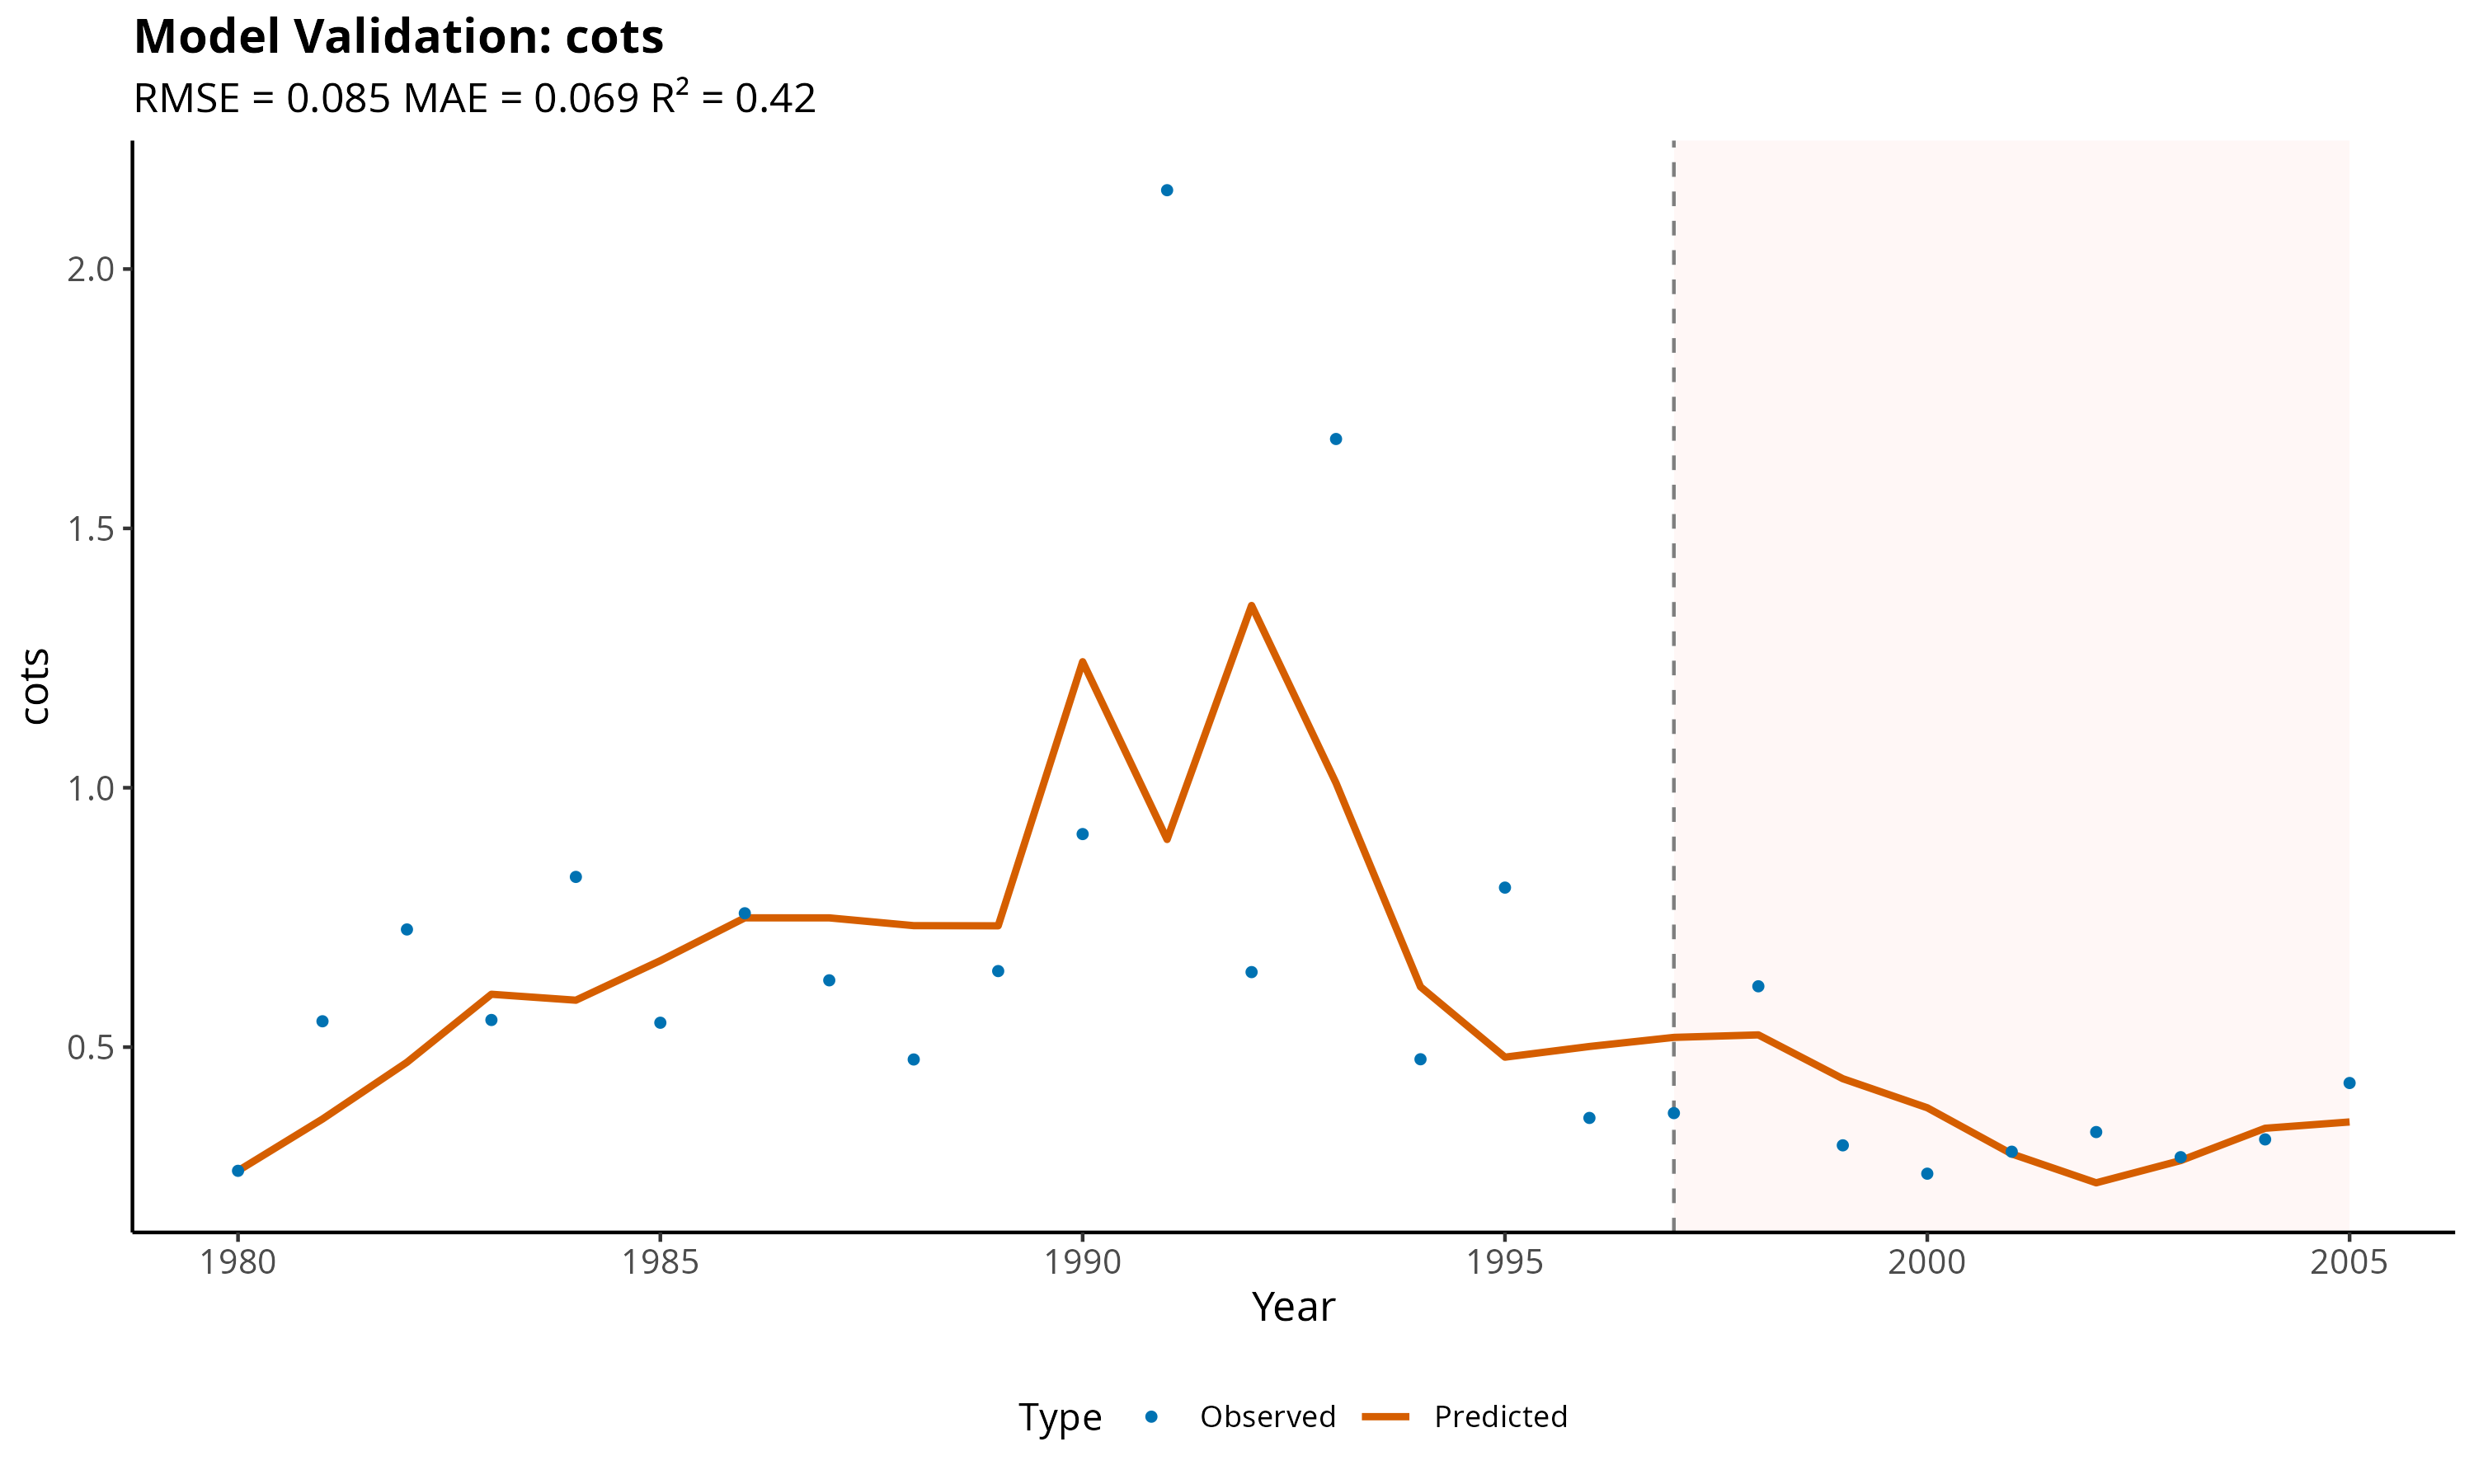 Model Validation: cots
RMSE = 0.085 MAE = 0.069 R² = 0.42
cots
2.0
1.5
1.0
0.5
1980 1985 1990 1995 2000 2005
Year
Type Observed Predicted